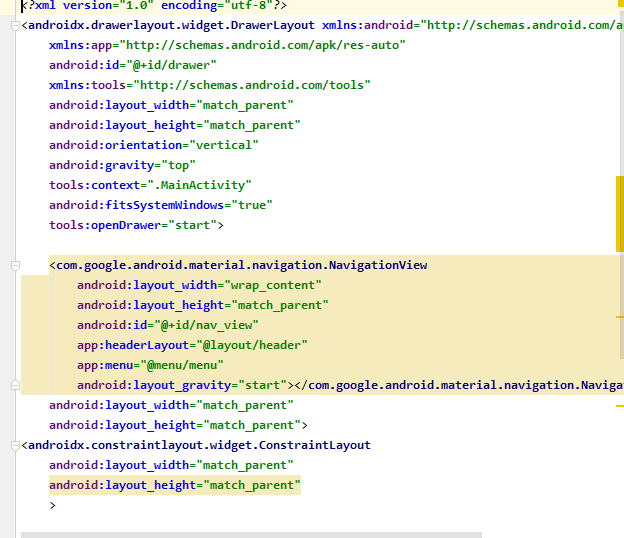 <?xml version="1.0" encoding="utf-8"?>
<androidx.drawerlayout.widget.DrawerLayout xmlns:android="http://schemas.android.com/a
xmlns:app="http://schemas.android.com/apk/res-auto"
android:id="@+id/drawer"
xmlns:tools="http://schemas.android.com/tools"
android:layout_width="match_parent"
android:layout_height="match_parent"
android:orientation="vertical"
android:gravity="top"
tools:context=".MainActivity"
android:fitsSystemWindows="true"
tools:openDrawer="start">
<com.google.android.material.navigation.NavigationView
android:layout_width="wrap_content"
android:layout_height="match_parent"
android:id="@+id/nav_view"
app:headerLayout="@layout/header"
app:menu="@menu/menu"
android:layout_gravity="start"></com.google.android.material.navigation.Naviga
android:layout_width="match_parent"
android:layout_height="match_parent">
<androidx.constraintlayout.widget.ConstraintLayout
android:layout_width="match_parent"
android:layout_height="match_parent"
>